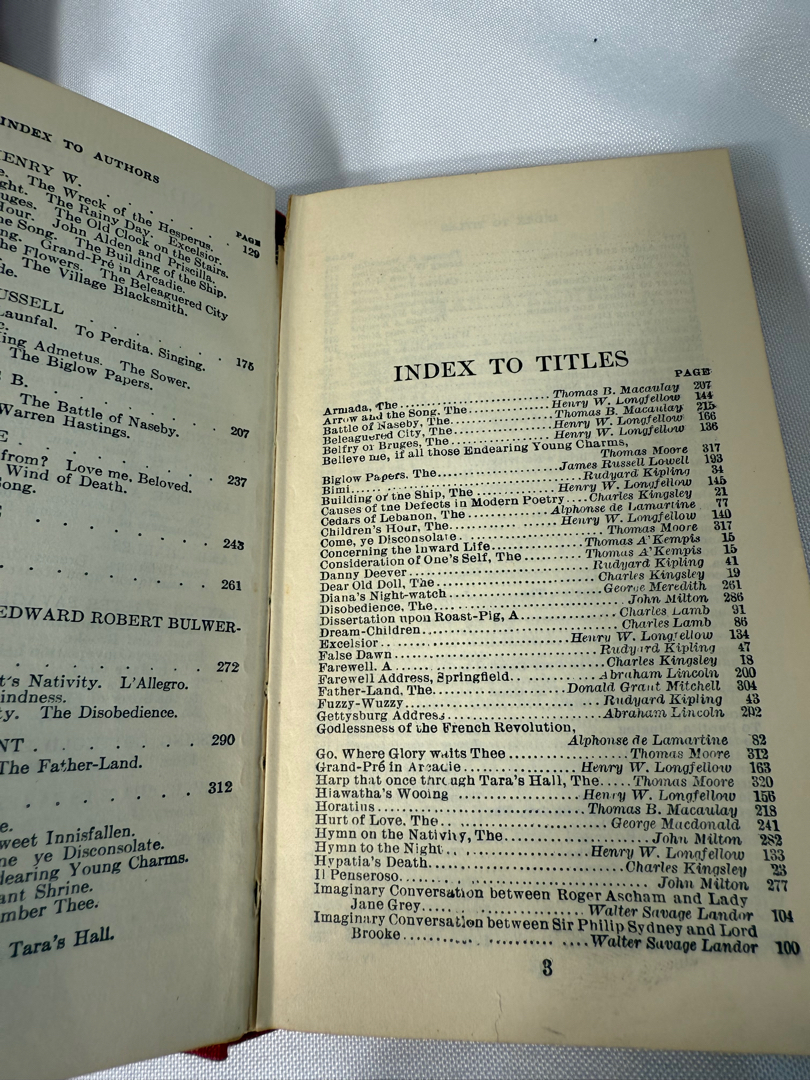 INDEX TO AUTHORS
ENRY W. . . . . . .
PAGE
129
The Wreck of the Hesperus.
The Rainy Day. Excelsior.
The Old Clock on the Stairs.
Hour. John Alden and Priscilla.
Song. The Building of the Ship.
Grand-Pré in Arcadie.
he Flowers. The Beleaguered City
The Village Blacksmith.
USSELL . . . . . . 175
Launfal. To Perdita. Singing.
ing Admetus. The Sower.
The Biglow Papers.
B. . . . . . . 207
The Battle of Naseby.
Warren Hastings.
E . . . . . . 237
from? Love me, Beloved.
Wind of Death.
ong.
. . . . . . 243
. . . . . . 261
EDWARD ROBERT BULWER-
. . . . . . 272
t's Nativity. L'Allegro.
indness.
y. The Disobedience.
NT . . . . . . 290
The Father-Land.
. . . . . . 312
e.
weet Innisfallen.
ne ye Disconsolate.
dearing Young Charms.
ant Shrine.
mber Thee.
Tara's Hall.
INDEX TO TITLES
PAGE
Armada, The........Thomas B. Macaulay 207
Arrow and the Song, The........Henry W. Longfellow 144
Battle of Naseby, The........Thomas B. Macaulay 215
Beleaguered City, The........Henry W. Longfellow 166
Belfry of Bruges, The........Henry W. Longfellow 136
Believe me, if all those Endearing Young Charms,
Thomas Moore 317
Biglow Papers, The........James Russell Lowell 193
Bimi........Rudyard Kipling 34
Building of the Ship, The........Henry W. Longfellow 145
Causes of the Defects in Modern Poetry....Charles Kingsley 21
Cedars of Lebanon, The........Alphonse de Lamartine 77
Children's Hour, The........Henry W. Longfellow 140
Come, ye Disconsolate........Thomas Moore 317
Concerning the Inward Life........Thomas A'Kempis 15
Consideration of One's Self, The........Thomas A'Kempis 15
Danny Deever........Rudyard Kipling 41
Dear Old Doll, The........Charles Kingsley 19
Diana's Night-watch........George Meredith 261
Disobedience, The........John Milton 286
Dissertation upon Roast-Pig, A........Charles Lamb 91
Dream-Children........Charles Lamb 86
Excelsior........Henry W. Longfellow 134
False Dawn........Rudyard Kipling 47
Farewell, A........Charles Kingsley 18
Farewell Address, Springfield........Abraham Lincoln 200
Father-Land, The........Donald Grant Mitchell 304
Fuzzy-Wuzzy........Rudyard Kipling 43
Gettysburg Address........Abraham Lincoln 202
Godlessness of the French Revolution,
Alphonse de Lamartine 82
Go, Where Glory waits Thee........Thomas Moore 312
Grand-Pré in Arcadie........Henry W. Longfellow 163
Harp that once through Tara's Hall, The.....Thomas Moore 320
Hiawatha's Wooing........Henry W. Longfellow 156
Horatius........Thomas B. Macaulay 218
Hurt of Love, The........George Macdonald 241
Hymn on the Nativity, The........John Milton 282
Hymn to the Night........Henry W. Longfellow 133
Hypatia's Death........Charles Kingsley 23
Il Penseroso........John Milton 277
Imaginary Conversation between Roger Ascham and Lady
Jane Grey........Walter Savage Landor 104
Imaginary Conversation between Sir Philip Sydney and Lord
Brooke........Walter Savage Landor 100
3